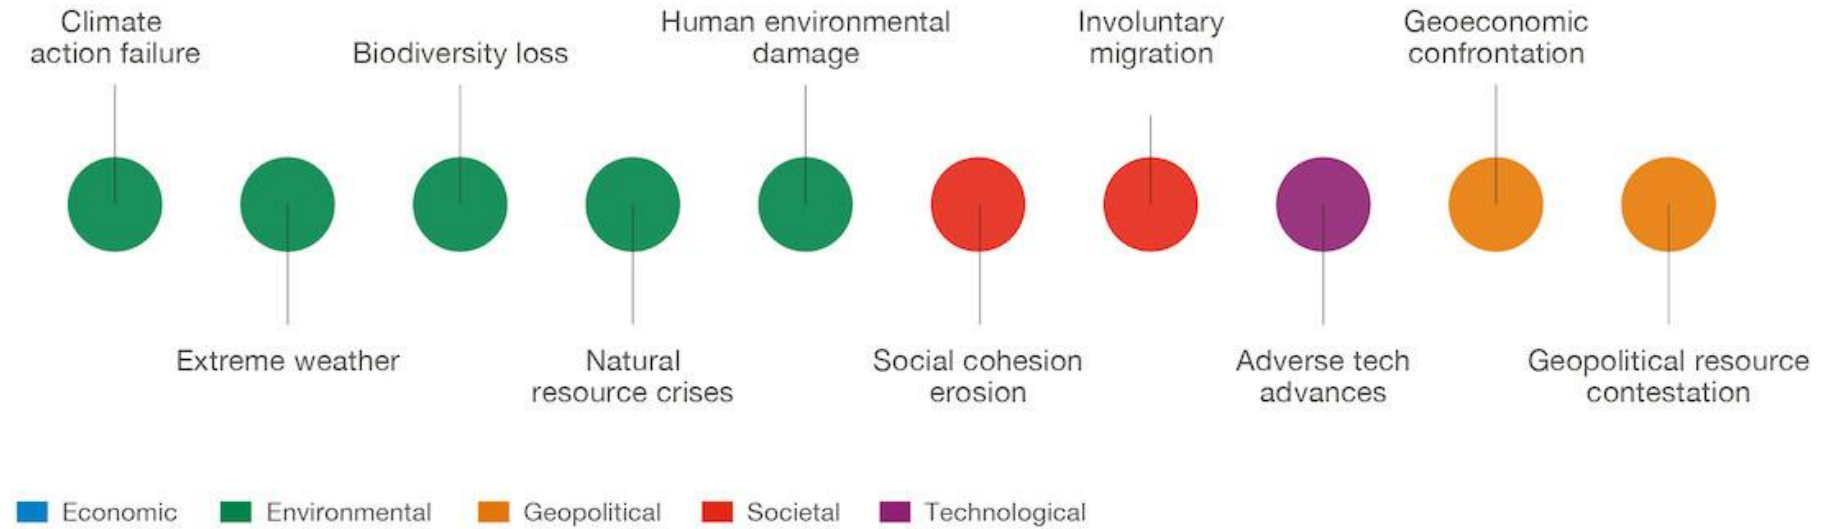 Climate
action failure
Biodiversity loss
Human environmental
damage
Involuntary
migration
Geoeconomic
confrontation
Extreme weather
Natural
resource crises
Social cohesion
erosion
Adverse tech
advances
Geopolitical resource
contestation
Economic
Environmental
Geopolitical
Societal
Technological